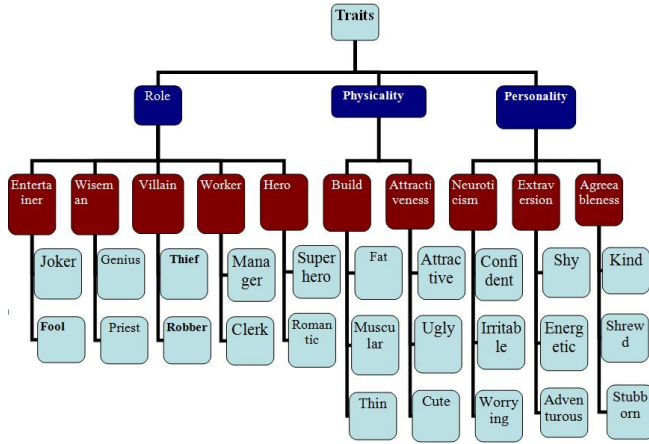 Traits
Role
Physicality
Personality
Enterta
iner
Wisem
an
Villain
Worker
Hero
Build
Attracti
veness
Neuroti
cism
Extrav
ersion
Agree
ableness
Joker
Genius
Thief
Mana
ger
Super
hero
Fat
Attrac
tive
Confi
dent
Shy
Kind
Fool
Priest
Robber
Clerk
Roman
tic
Muscu
lar
Ugly
Irritab
le
Energ
etic
Shrew
d
Thin
Cute
Worry
ing
Adven
turous
Stubb
orn